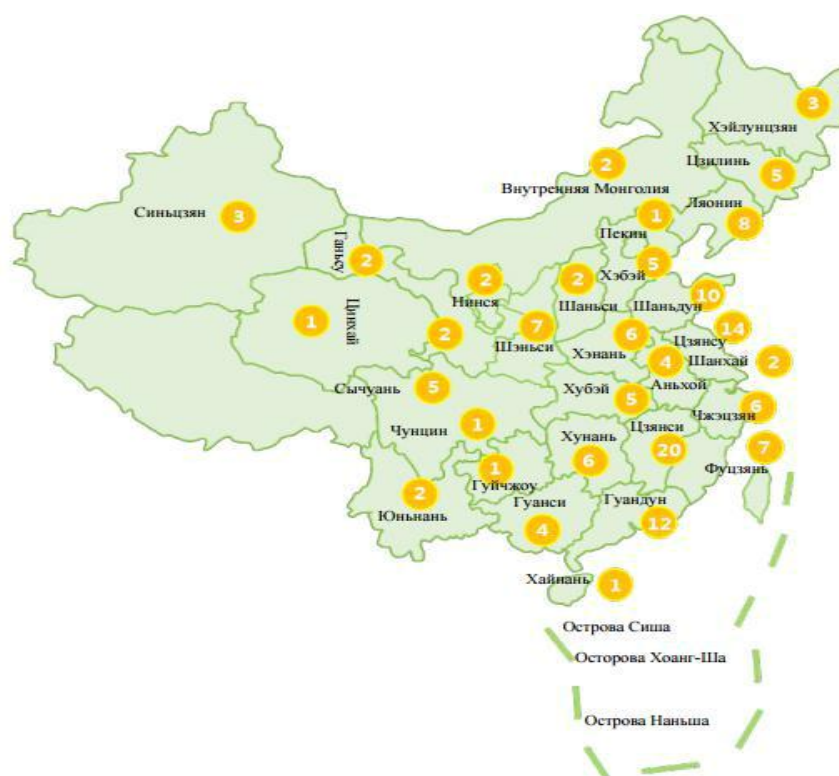 3
Хэйлунцзян
2
Цзилинь
5
Внутренняя Монголия
Синьцзян
3
Ляонин
1
8
Пекин
Ганьсу
2
2
2
Хэбэй
5
Нинся
Шаньси
Шаньдун
10
1
Цинхай
2
7
Шэньси
6
Хэнань
Цзянсу
14
4
Шанхай
2
Сычуань
5
Хубэй
5
Аньхой
Чжэцзян
6
Чунцин
1
Хунань
Цзянси
20
7
1
6
Фуцзянь
Гуйчжоу
2
Юньнань
Гуанси
Гуандун
4
12
Хайнань
1
Острова Сиша
Осторова Хоанг-Ша
Острова Наньша